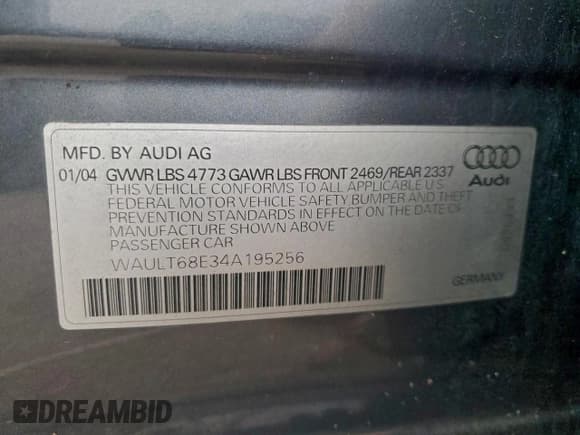 MFD. BY AUDI AG
01/04 GVWR LBS 4773 GAWR LBS FRONT 2469/REAR 2337
THIS VEHICLE CONFORMS TO ALL APPLICABLE U S
FEDERAL MOTOR VEHICLE SAFETY BUMPER AND THEFT
PREVENTION STANDARDS IN EFFECT ON THE DATE OF
MANUFACTURE SHOWN ABOVE
PASSENGER CAR
WAULT68E34A195256
Audi
GERMANY
DREAMBID